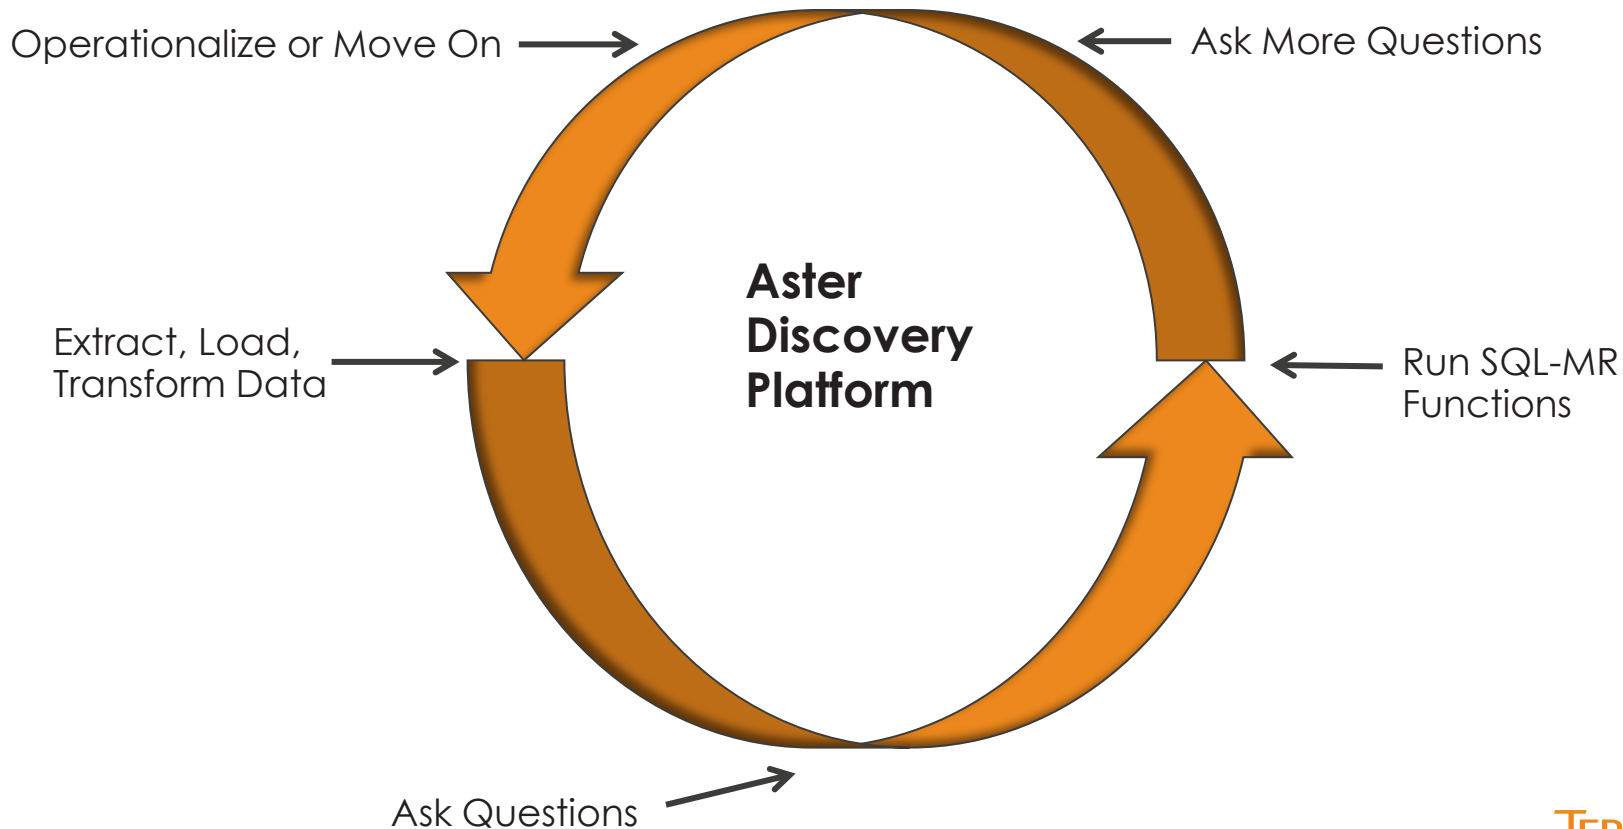 Operationalize or Move On
Ask More Questions
Aster
Discovery
Platform
Extract, Load,
Transform Data
Run SQL-MR
Functions
Ask Questions